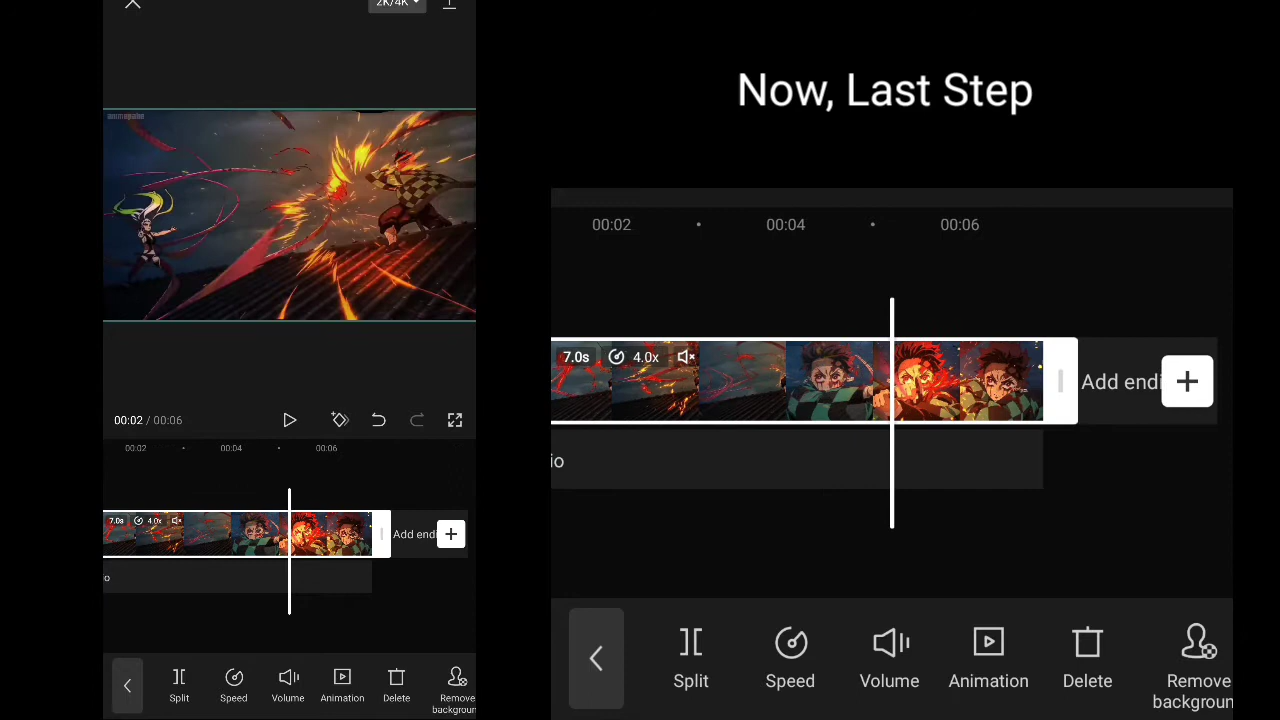 2K/4K
Now, Last Step
00:02 / 00:06
00:02 00:04 00:06
7.0s 4.0x
Add endi
io
Split Speed Volume Animation Delete Remove
backgroun
00:02 00:04 00:06
7.0s 4.0x
Add endi
io
Split Speed Volume Animation Delete Remove
backgroun